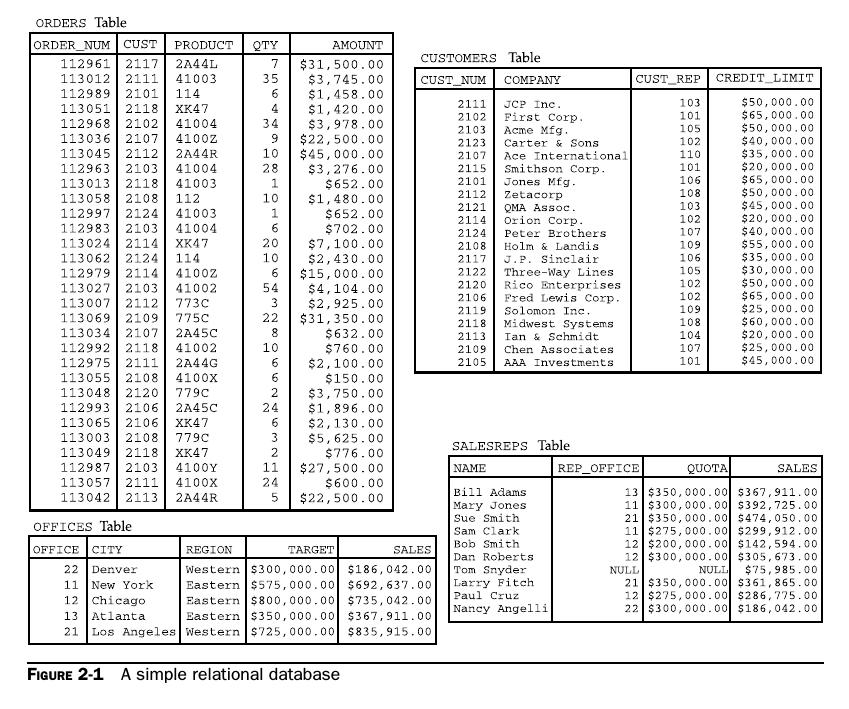 ORDERS Table
ORDER_NUM CUST PRODUCT QTY AMOUNT
112961 2117 2A44L 7 $31,500.00
113012 2111 41003 35 $3,745.00
112989 2101 114 6 $1,458.00
113051 2118 XK47 4 $1,420.00
112968 2102 41004 34 $3,978.00
113036 2107 4100Z 9 $22,500.00
113045 2112 2A44R 10 $45,000.00
112963 2103 41004 28 $3,276.00
113013 2118 41003 1 $652.00
113058 2108 112 10 $1,480.00
112997 2124 41003 1 $652.00
112983 2103 41004 6 $702.00
113024 2114 XK47 20 $7,100.00
113062 2124 114 10 $2,430.00
112979 2114 4100Z 6 $15,000.00
113027 2103 41002 54 $4,104.00
113007 2112 773C 3 $2,925.00
113069 2109 775C 22 $31,350.00
113034 2107 2A45C 8 $632.00
112992 2118 41002 10 $760.00
112975 2111 2A44G 6 $2,100.00
113055 2108 4100X 6 $150.00
113048 2120 779C 2 $3,750.00
112993 2106 2A45C 24 $1,896.00
113065 2106 XK47 6 $2,130.00
113003 2108 779C 3 $5,625.00
113049 2118 XK47 2 $776.00
112987 2103 4100Y 11 $27,500.00
113057 2111 4100X 24 $600.00
113042 2113 2A44R 5 $22,500.00
CUSTOMERS Table
CUST_NUM COMPANY CUST_REP CREDIT_LIMIT
2111 JCP Inc. 103 $50,000.00
2102 First Corp. 101 $65,000.00
2103 Acme Mfg. 105 $50,000.00
2123 Carter & Sons 102 $40,000.00
2107 Ace International 110 $35,000.00
2115 Smithson Corp. 101 $20,000.00
2101 Jones Mfg. 106 $65,000.00
2112 Zetacorp 108 $50,000.00
2121 QMA Assoc. 103 $45,000.00
2114 Orion Corp. 102 $20,000.00
2124 Peter Brothers 107 $40,000.00
2108 Holm & Landis 109 $55,000.00
2117 J.P. Sinclair 106 $35,000.00
2122 Three-Way Lines 105 $30,000.00
2120 Rico Enterprises 102 $50,000.00
2106 Fred Lewis Corp. 102 $65,000.00
2119 Solomon Inc. 109 $25,000.00
2118 Midwest Systems 108 $60,000.00
2113 Ian & Schmidt 104 $20,000.00
2109 Chen Associates 107 $25,000.00
2105 AAA Investments 101 $45,000.00
SALESREPS Table
NAME REP_OFFICE QUOTA SALES
Bill Adams 13 $350,000.00 $367,911.00
Mary Jones 11 $300,000.00 $392,725.00
Sue Smith 21 $350,000.00 $474,050.00
Sam Clark 11 $275,000.00 $299,912.00
Bob Smith 12 $200,000.00 $142,594.00
Dan Roberts 12 $300,000.00 $305,673.00
Tom Snyder NULL NULL $75,985.00
Larry Fitch 21 $350,000.00 $361,865.00
Paul Cruz 12 $275,000.00 $286,775.00
Nancy Angelli 22 $300,000.00 $186,042.00
OFFICES Table
OFFICE CITY REGION TARGET SALES
22 Denver Western $300,000.00 $186,042.00
11 New York Eastern $575,000.00 $692,637.00
12 Chicago Eastern $800,000.00 $735,042.00
13 Atlanta Eastern $350,000.00 $367,911.00
21 Los Angeles Western $725,000.00 $835,915.00
FIGURE 2-1 A simple relational database